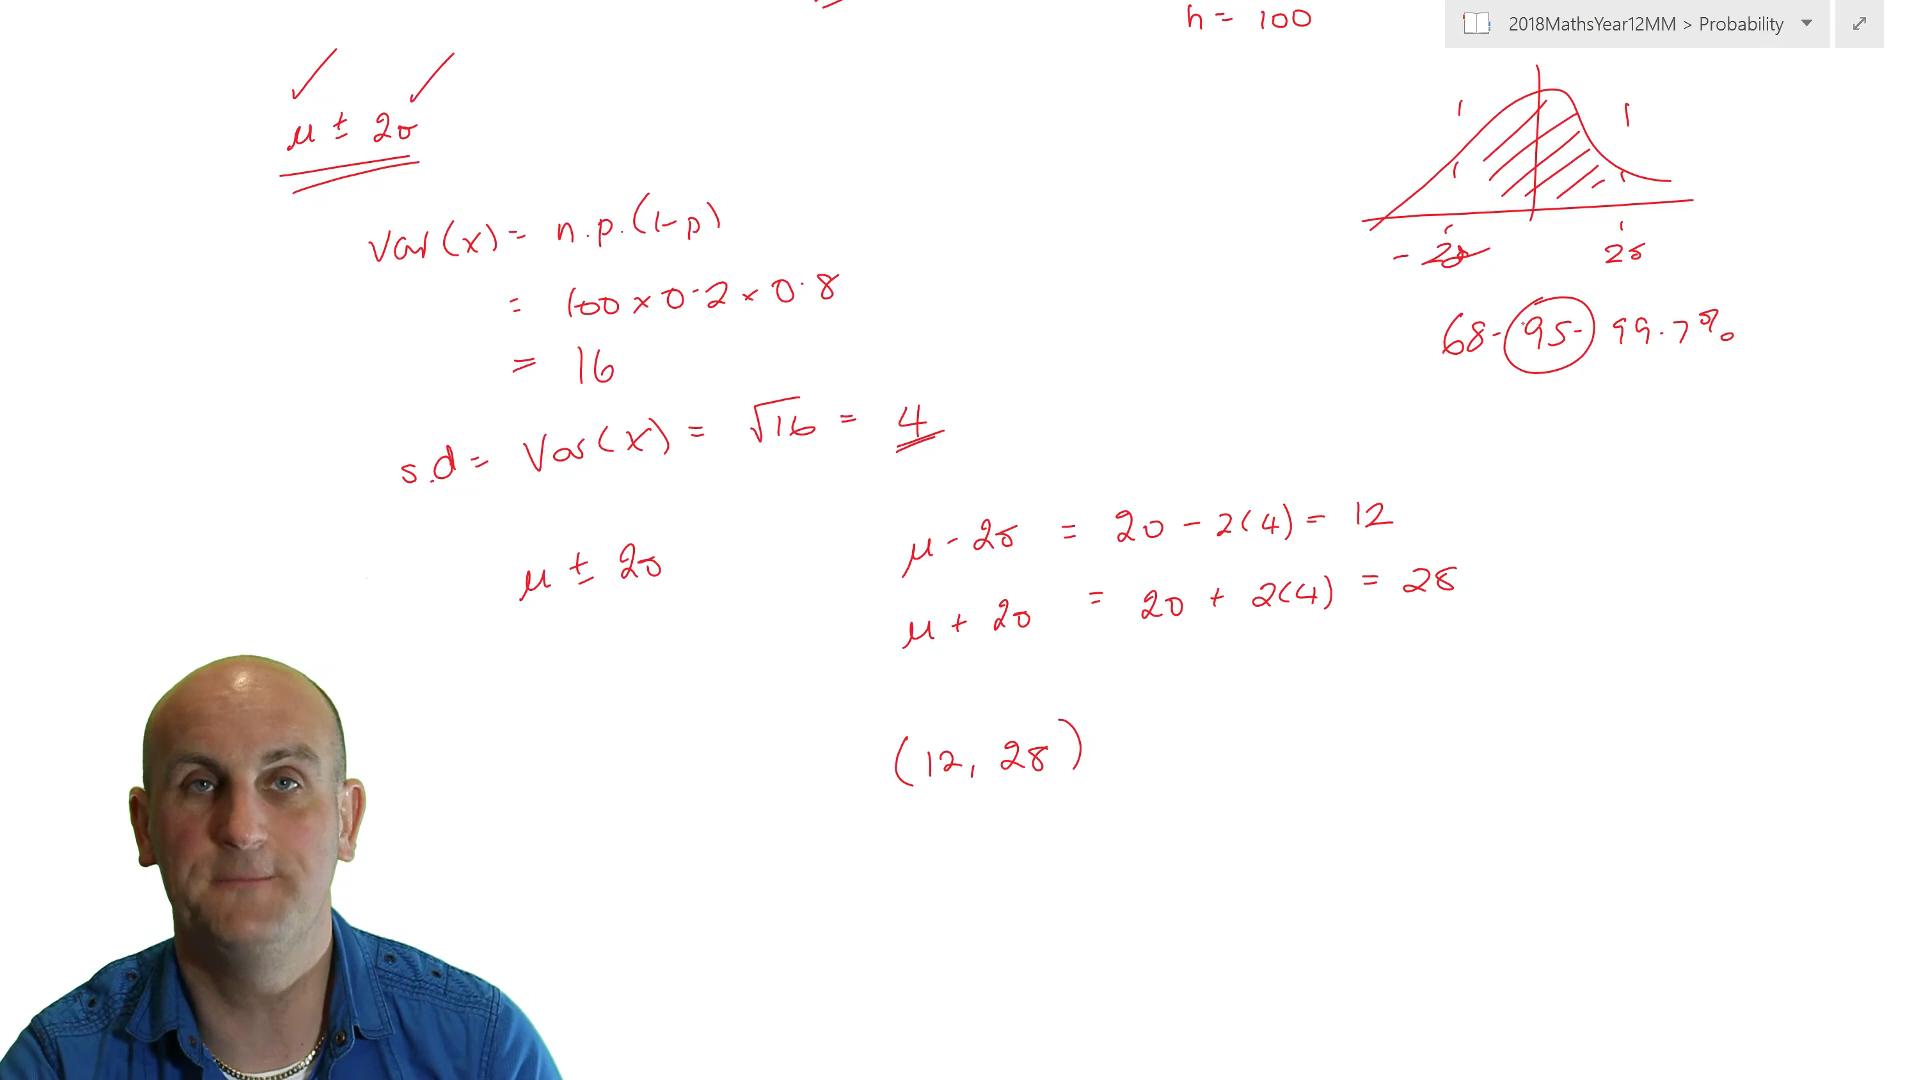 h = 100
2018MathsYear12MM > Probability
μ ± 2σ
Var(x) = n.p.(1-p)
= 100 × 0.2 × 0.8
= 16
s.d = Var(X) = √16 = 4
-2σ 2σ
68-95-99.7%
μ ± 2σ
μ - 2σ = 20 - 2(4) = 12
μ + 2σ = 20 + 2(4) = 28
(12, 28)